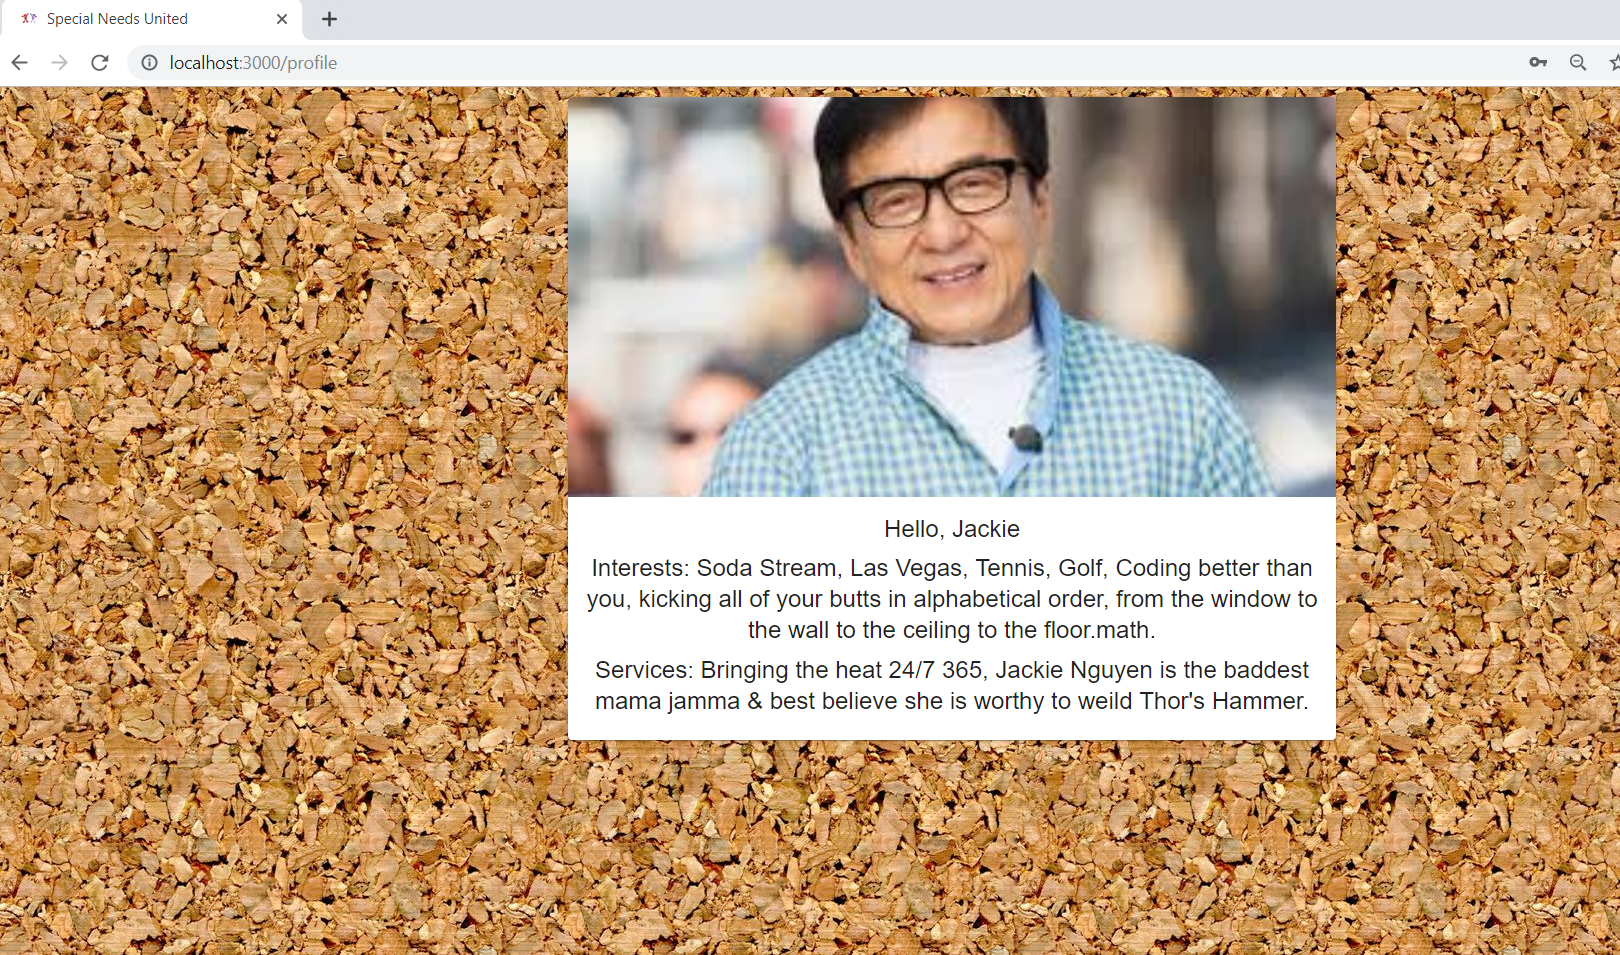 Special Needs United
localhost:3000/profile
Hello, Jackie
Interests: Soda Stream, Las Vegas, Tennis, Golf, Coding better than
you, kicking all of your butts in alphabetical order, from the window to
the wall to the ceiling to the floor.math.
Services: Bringing the heat 24/7 365, Jackie Nguyen is the baddest
mama jamma & best believe she is worthy to weild Thor's Hammer.